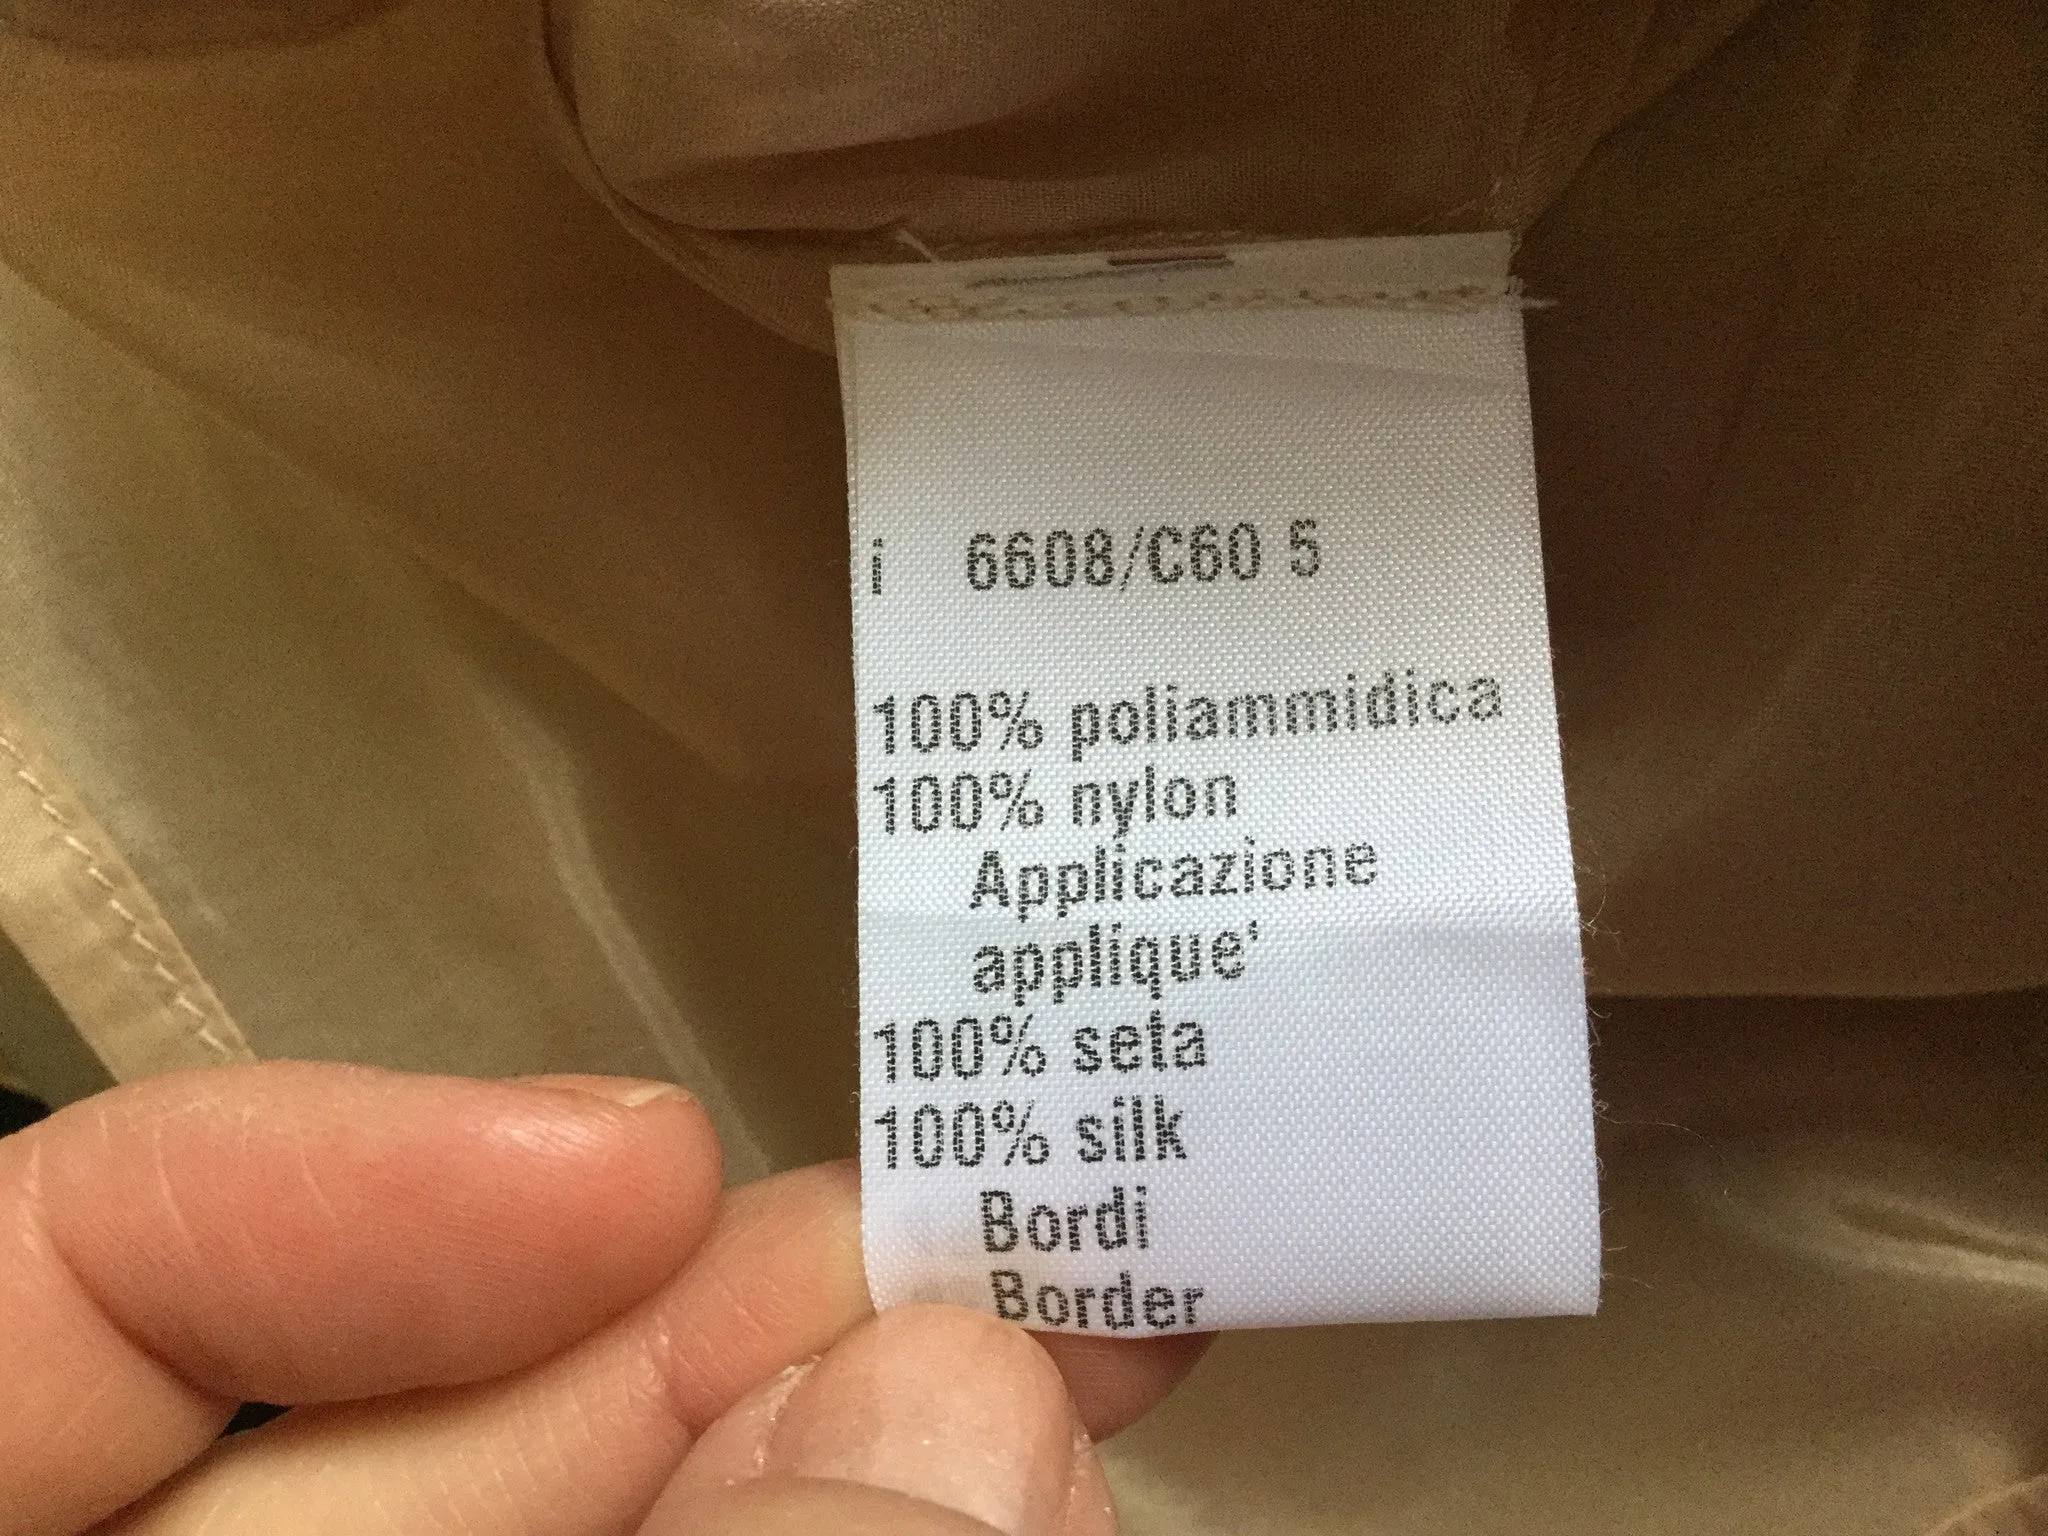 i 6608/C60 5
100% poliammidica
100% nylon
Applicazione
applique'
100% seta
100% silk
Bordi
Border